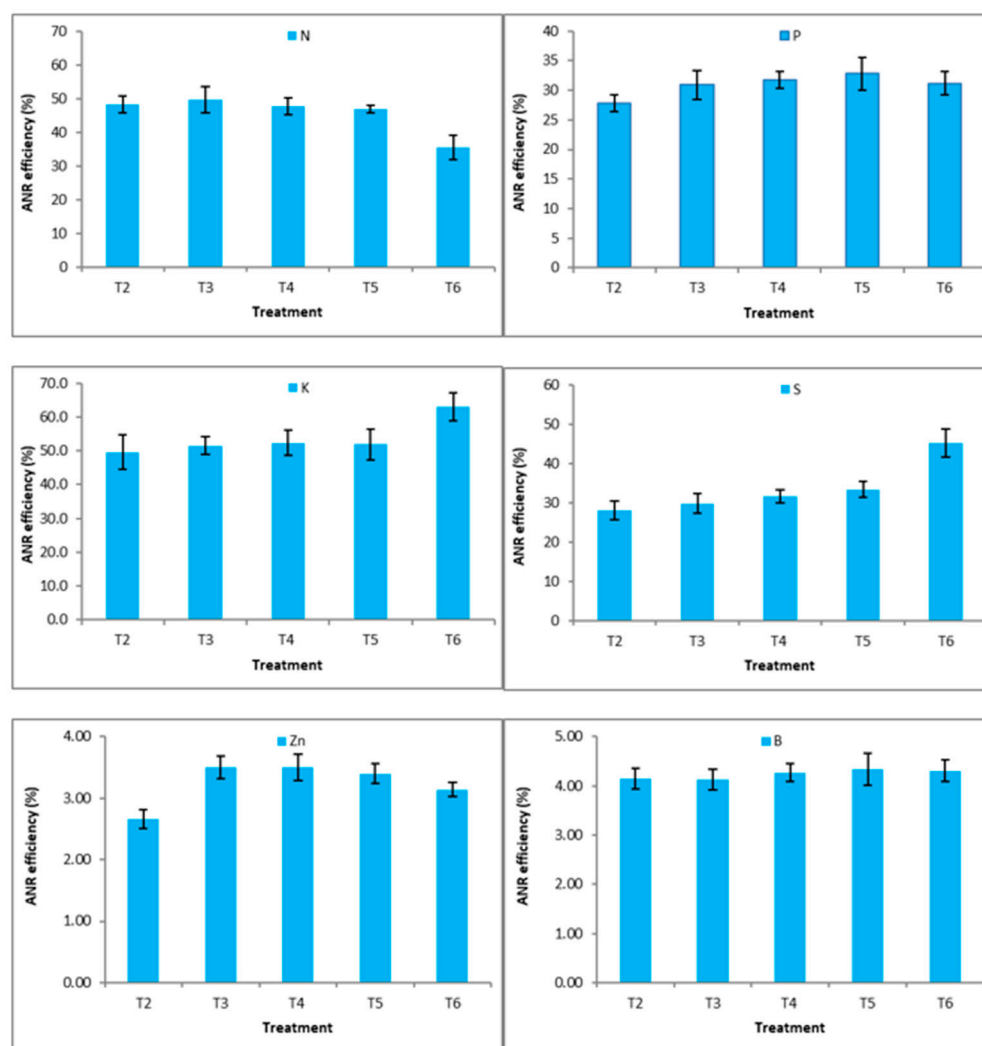 N
ANR efficiency (%)
70
60
50
40
30
20
10
0
T2 T3 T4 T5 T6
Treatment
P
ANR efficiency (%)
40
35
30
25
20
15
10
5
0
T2 T3 T4 T5 T6
Treatment
K
ANR efficiency (%)
70.0
60.0
50.0
40.0
30.0
20.0
10.0
0.0
T2 T3 T4 T5 T6
Treatment
S
ANR efficiency (%)
60
50
40
30
20
10
0
T2 T3 T4 T5 T6
Treatment
Zn
ANR efficiency (%)
4.00
3.00
2.00
1.00
0.00
T2 T3 T4 T5 T6
Treatment
B
ANR efficiency (%)
5.00
4.00
3.00
2.00
1.00
0.00
T2 T3 T4 T5 T6
Treatment